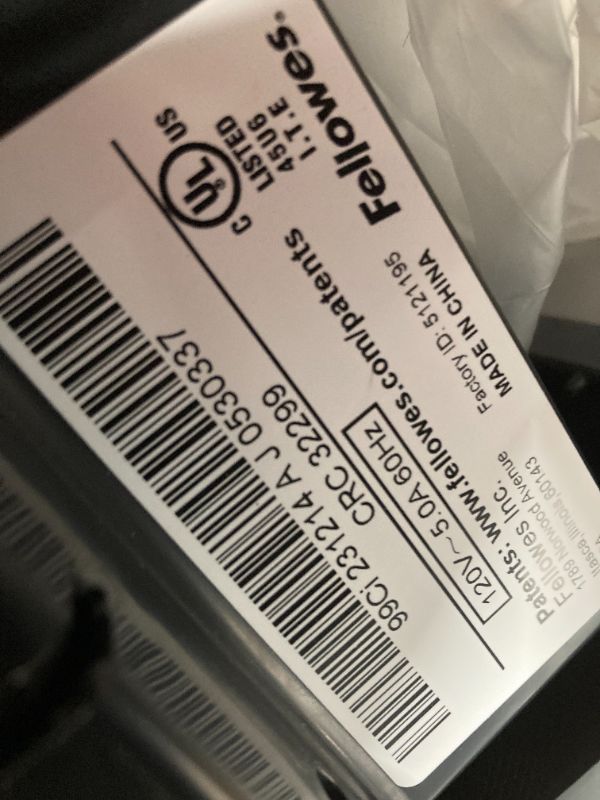 Fellowes.
C UL US
®
LISTED
45U6
I.T.E
Factory ID: 5121195
MADE IN CHINA
Patents: www.fellowes.com/patents
Fellowes Inc.
1789 Norwood Avenue
Itasca, Illinois, 60143
120V~5.0A 60HZ
CRC 32299
99Ci 231214 A J 0530337